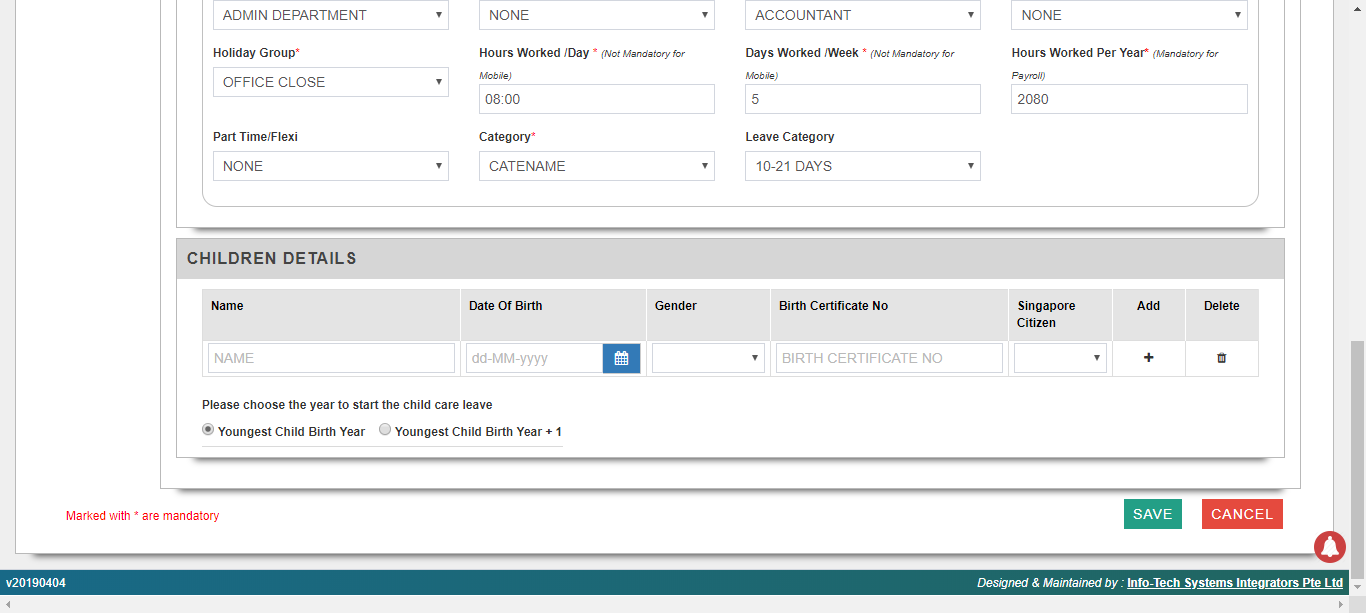 ADMIN DEPARTMENT NONE ACCOUNTANT NONE
Holiday Group* Hours Worked /Day * (Not Mandatory for Days Worked /Week * (Not Mandatory for Hours Worked Per Year* (Mandatory for
Mobile) Mobile) Payroll)
OFFICE CLOSE 08:00 5 2080
Part Time/Flexi Category* Leave Category
NONE CATENAME 10-21 DAYS
CHILDREN DETAILS
Name Date Of Birth Gender Birth Certificate No Singapore Add Delete
Citizen
NAME dd-MM-yyyy BIRTH CERTIFICATE NO
Please choose the year to start the child care leave
Youngest Child Birth Year Youngest Child Birth Year + 1
Marked with * are mandatory SAVE CANCEL
v20190404 Designed & Maintained by : Info-Tech Systems Integrators Pte Ltd